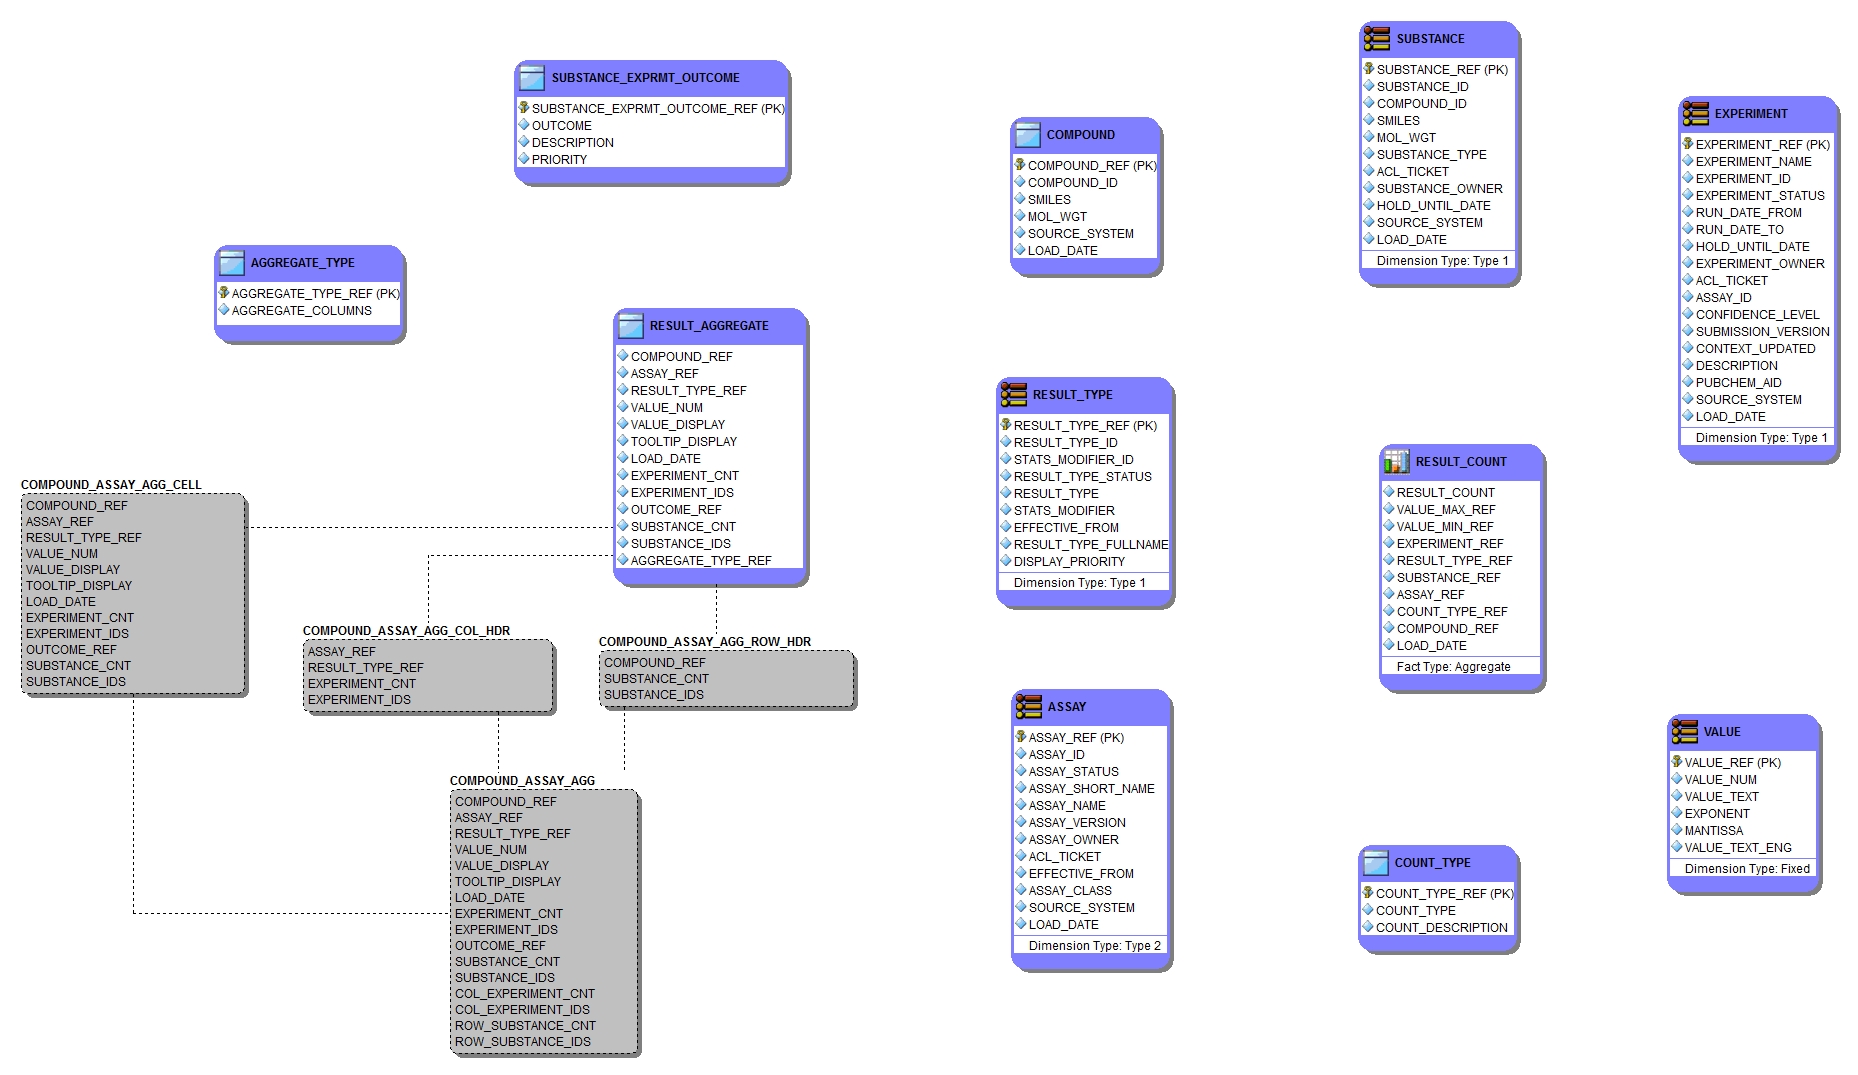 SUBSTANCE_EXPRMT_OUTCOME
SUBSTANCE_EXPRMT_OUTCOME_REF (PK)
OUTCOME
DESCRIPTION
PRIORITY
AGGREGATE_TYPE
AGGREGATE_TYPE_REF (PK)
AGGREGATE_COLUMNS
RESULT_AGGREGATE
COMPOUND_REF
ASSAY_REF
RESULT_TYPE_REF
VALUE_NUM
VALUE_DISPLAY
TOOLTIP_DISPLAY
LOAD_DATE
EXPERIMENT_CNT
EXPERIMENT_IDS
OUTCOME_REF
SUBSTANCE_CNT
SUBSTANCE_IDS
AGGREGATE_TYPE_REF
COMPOUND_ASSAY_AGG_CELL
COMPOUND_REF
ASSAY_REF
RESULT_TYPE_REF
VALUE_NUM
VALUE_DISPLAY
TOOLTIP_DISPLAY
LOAD_DATE
EXPERIMENT_CNT
EXPERIMENT_IDS
OUTCOME_REF
SUBSTANCE_CNT
SUBSTANCE_IDS
COMPOUND_ASSAY_AGG_COL_HDR
ASSAY_REF
RESULT_TYPE_REF
EXPERIMENT_CNT
EXPERIMENT_IDS
COMPOUND_ASSAY_AGG_ROW_HDR
COMPOUND_REF
SUBSTANCE_CNT
SUBSTANCE_IDS
COMPOUND_ASSAY_AGG
COMPOUND_REF
ASSAY_REF
RESULT_TYPE_REF
VALUE_NUM
VALUE_DISPLAY
TOOLTIP_DISPLAY
LOAD_DATE
EXPERIMENT_CNT
EXPERIMENT_IDS
OUTCOME_REF
SUBSTANCE_CNT
SUBSTANCE_IDS
COL_EXPERIMENT_CNT
COL_EXPERIMENT_IDS
ROW_SUBSTANCE_CNT
ROW_SUBSTANCE_IDS
COMPOUND
COMPOUND_REF (PK)
COMPOUND_ID
SMILES
MOL_WGT
SOURCE_SYSTEM
LOAD_DATE
RESULT_TYPE
RESULT_TYPE_REF (PK)
RESULT_TYPE_ID
STATS_MODIFIER_ID
RESULT_TYPE_STATUS
RESULT_TYPE
STATS_MODIFIER
EFFECTIVE_FROM
RESULT_TYPE_FULLNAME
DISPLAY_PRIORITY
Dimension Type: Type 1
ASSAY
ASSAY_REF (PK)
ASSAY_ID
ASSAY_STATUS
ASSAY_SHORT_NAME
ASSAY_NAME
ASSAY_VERSION
ASSAY_OWNER
ACL_TICKET
EFFECTIVE_FROM
ASSAY_CLASS
SOURCE_SYSTEM
LOAD_DATE
Dimension Type: Type 2
SUBSTANCE
SUBSTANCE_REF (PK)
SUBSTANCE_ID
COMPOUND_ID
SMILES
MOL_WGT
SUBSTANCE_TYPE
ACL_TICKET
SUBSTANCE_OWNER
HOLD_UNTIL_DATE
SOURCE_SYSTEM
LOAD_DATE
Dimension Type: Type 1
RESULT_COUNT
RESULT_COUNT
VALUE_MAX_REF
VALUE_MIN_REF
EXPERIMENT_REF
RESULT_TYPE_REF
SUBSTANCE_REF
ASSAY_REF
COUNT_TYPE_REF
COMPOUND_REF
LOAD_DATE
Fact Type: Aggregate
COUNT_TYPE
COUNT_TYPE_REF (PK)
COUNT_TYPE
COUNT_DESCRIPTION
EXPERIMENT
EXPERIMENT_REF (PK)
EXPERIMENT_NAME
EXPERIMENT_ID
EXPERIMENT_STATUS
RUN_DATE_FROM
RUN_DATE_TO
HOLD_UNTIL_DATE
EXPERIMENT_OWNER
ACL_TICKET
ASSAY_ID
CONFIDENCE_LEVEL
SUBMISSION_VERSION
CONTEXT_UPDATED
DESCRIPTION
PUBCHEM_AID
SOURCE_SYSTEM
LOAD_DATE
Dimension Type: Type 1
VALUE
VALUE_REF (PK)
VALUE_NUM
VALUE_TEXT
EXPONENT
MANTISSA
VALUE_TEXT_ENG
Dimension Type: Fixed